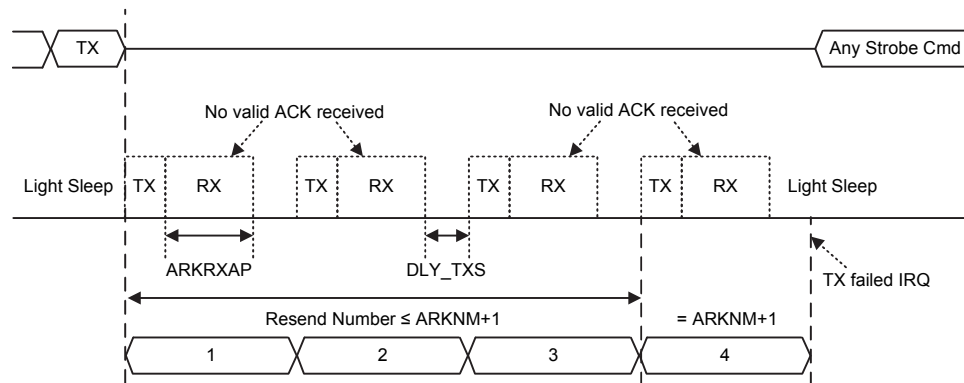 TX
Any Strobe Cmd
No valid ACK received
No valid ACK received
Light Sleep
TX
RX
TX
RX
TX
RX
TX
RX
Light Sleep
ARKRXAP
DLY_TXS
TX failed IRQ
Resend Number ≤ ARKNM+1
= ARKNM+1
1
2
3
4